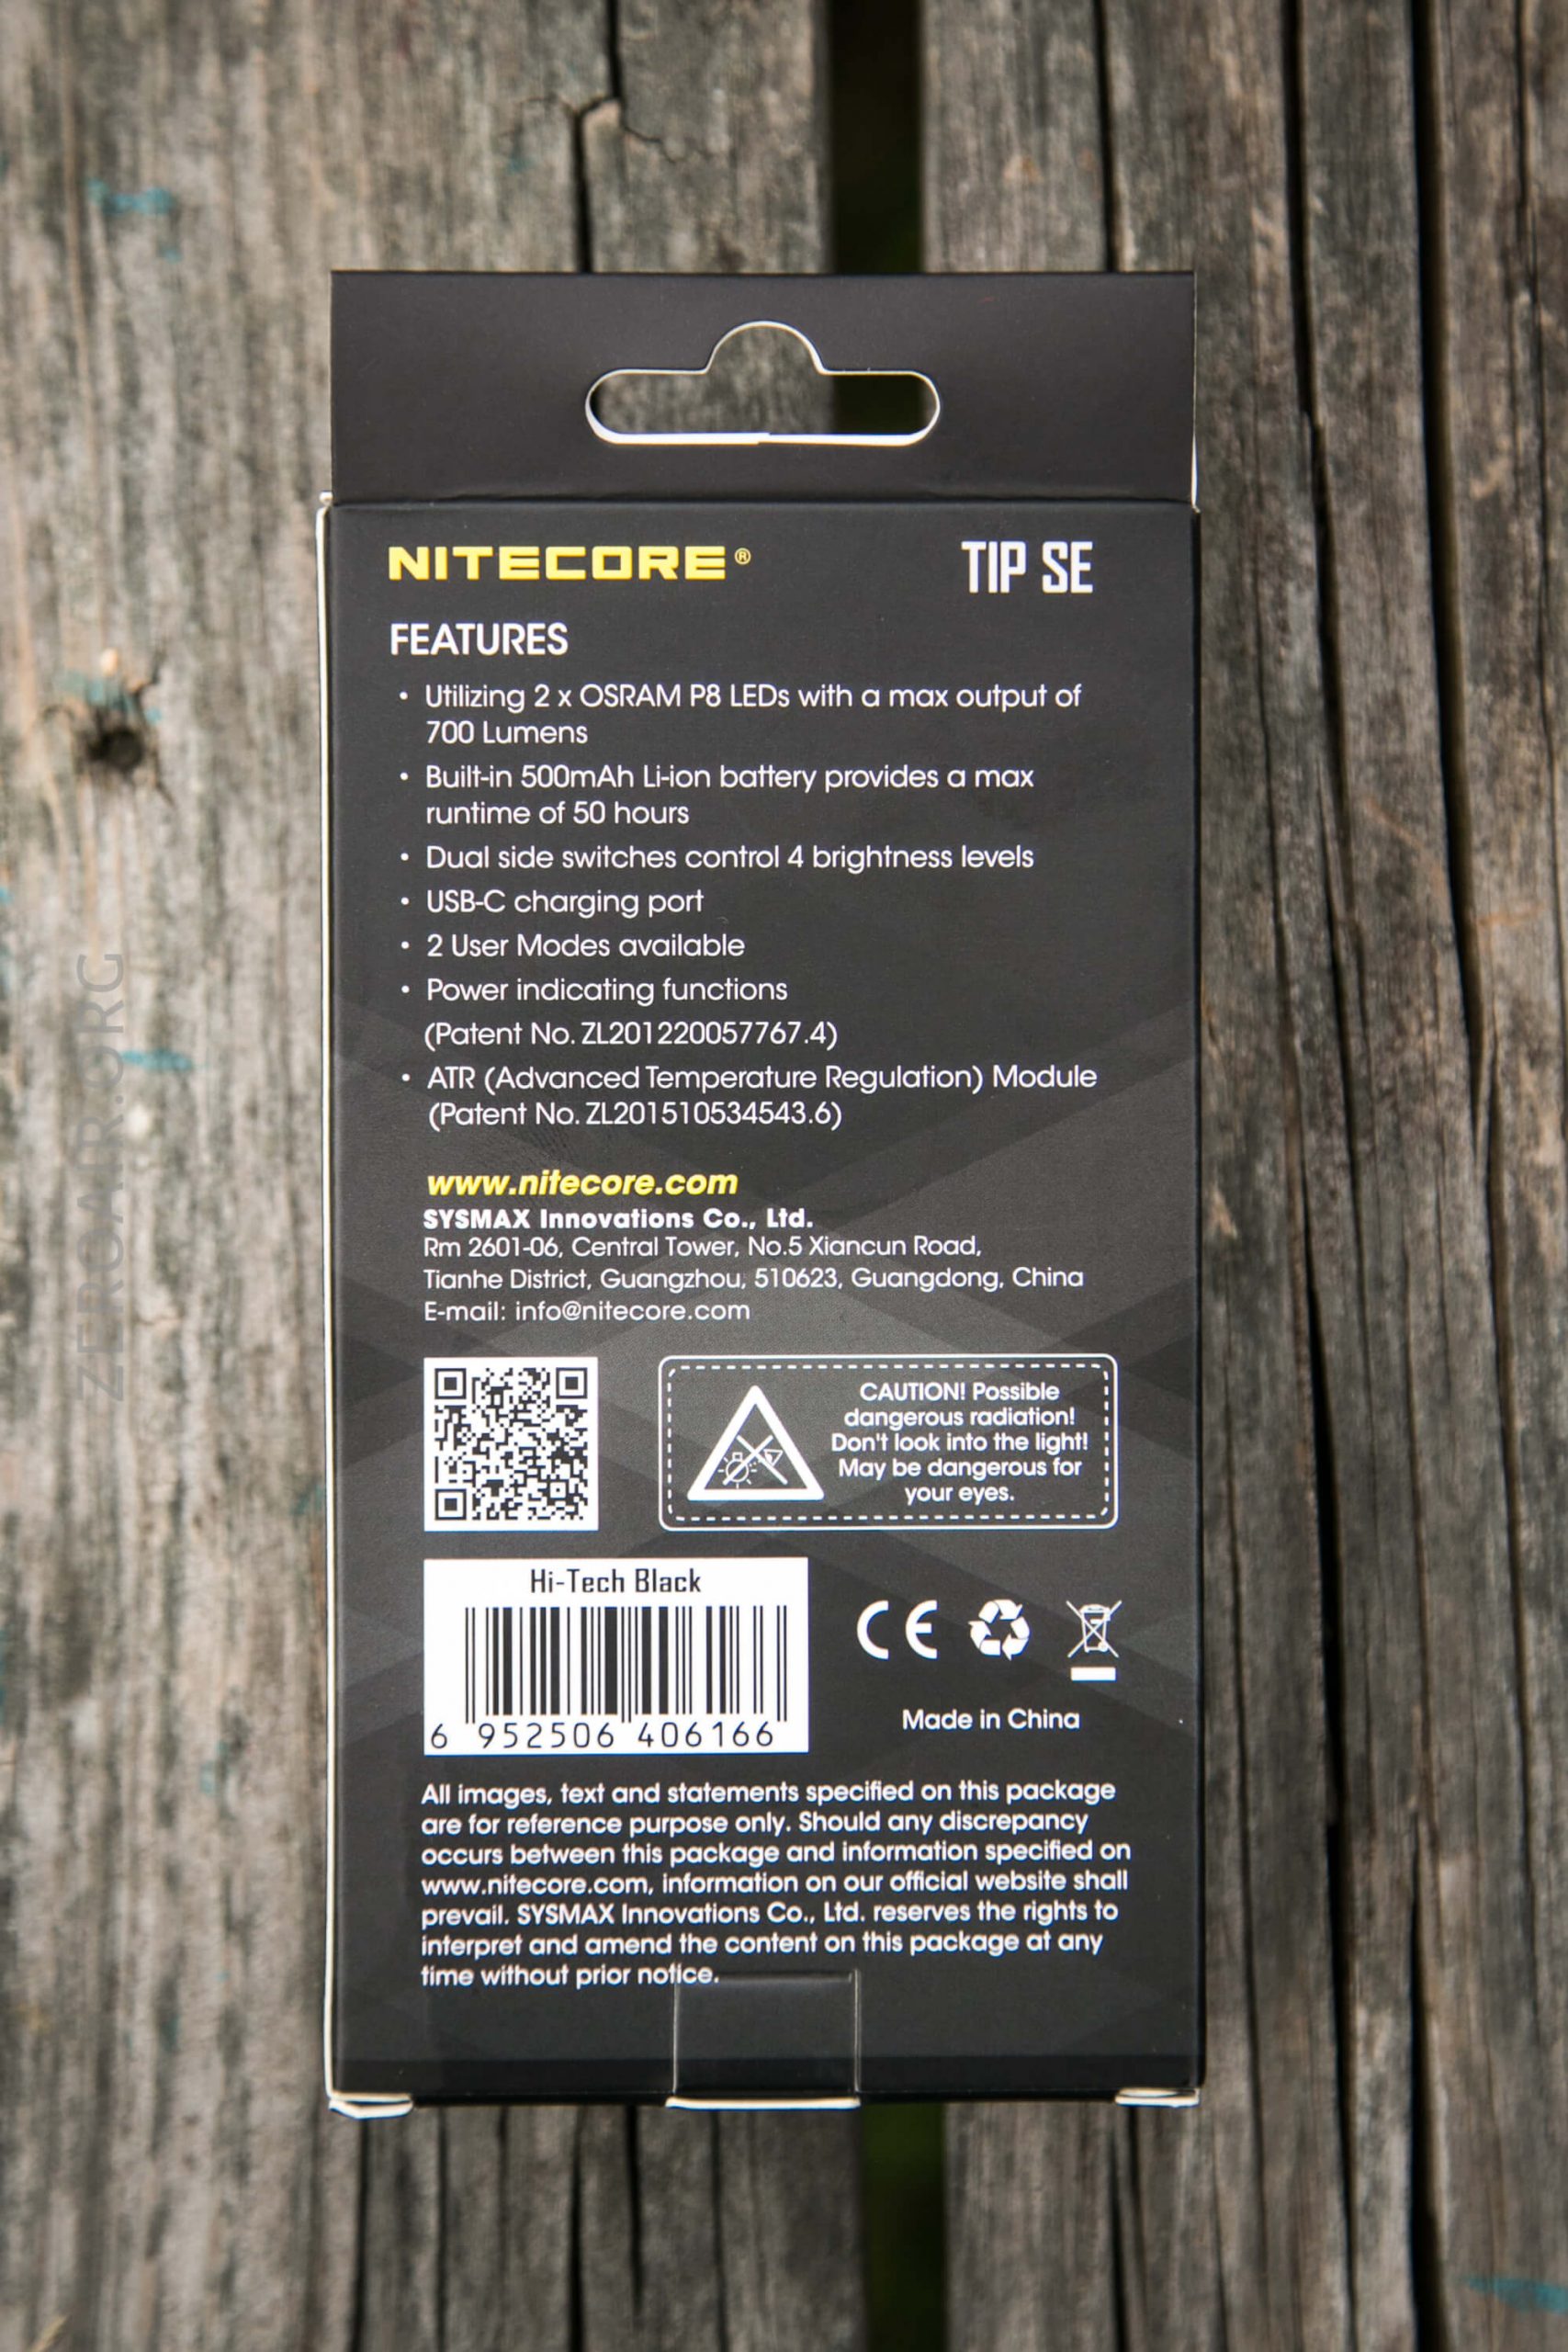 NITECORE® TIP SE
FEATURES
• Utilizing 2 x OSRAM P8 LEDs with a max output of
700 Lumens
• Built-in 500mAh Li-ion battery provides a max
runtime of 50 hours
• Dual side switches control 4 brightness levels
• USB-C charging port
• 2 User Modes available
• Power indicating functions
(Patent No. ZL201220057767.4)
• ATR (Advanced Temperature Regulation) Module
(Patent No. ZL201510534543.6)
www.nitecore.com
SYSMAX Innovations Co., Ltd.
Rm 2601-06, Central Tower, No.5 Xiancun Road,
Tianhe District, Guangzhou, 510623, Guangdong, China
E-mail: info@nitecore.com
CAUTION! Possible
dangerous radiation!
Don't look into the light!
May be dangerous for
your eyes.
Hi-Tech Black
6 952506 406166
CE
Made in China
All images, text and statements specified on this package
are for reference purpose only. Should any discrepancy
occurs between this package and information specified on
www.nitecore.com, information on our official website shall
prevail. SYSMAX Innovations Co., Ltd. reserves the rights to
interpret and amend the content on this package at any
time without prior notice.
ZEROAIR.ORG